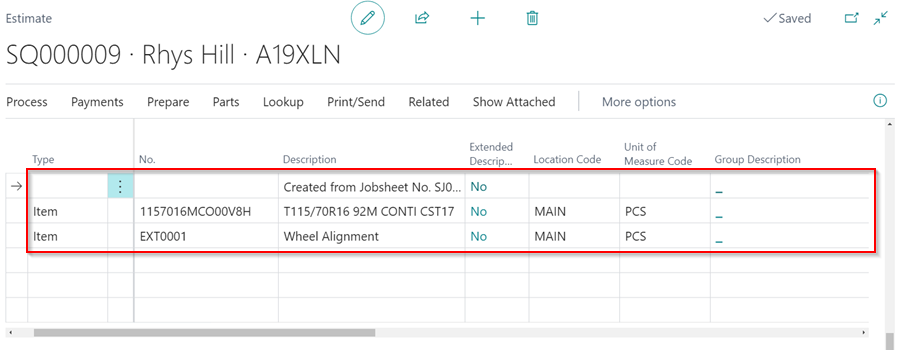 Estimate
Saved
SQ000009 · Rhys Hill · A19XLN
Process Payments Prepare Parts Lookup Print/Send Related Show Attached More options
Type No. Description Extended Descrip... Location Code Unit of Measure Code Group Description
Created from Jobsheet No. SJ0... No _
Item 1157016MCO00V8H T115/70R16 92M CONTI CST17 No MAIN PCS _
Item EXT0001 Wheel Alignment No MAIN PCS _